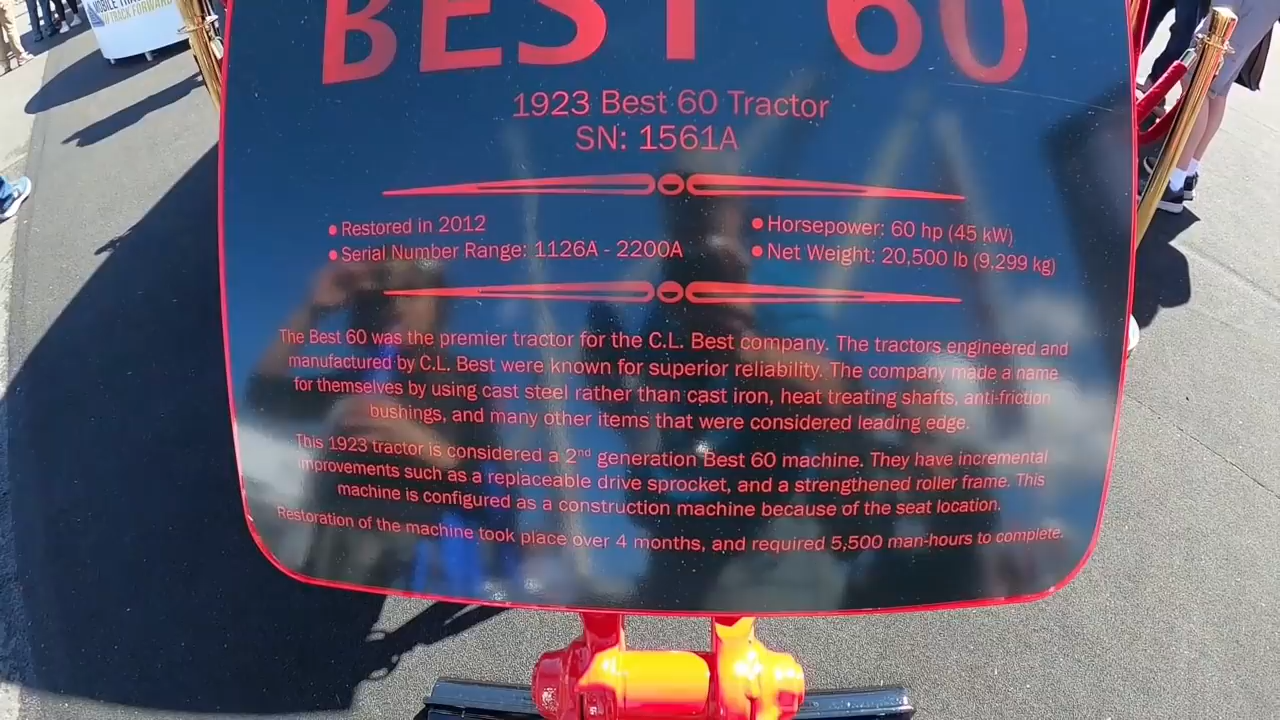 MOBILE TRA
TRACK FORWARD
BEST 60
1923 Best 60 Tractor
SN: 1561A
● Restored in 2012
● Serial Number Range: 1126A - 2200A
● Horsepower: 60 hp (45 kW)
● Net Weight: 20,500 lb (9,299 kg)
The Best 60 was the premier tractor for the C.L. Best company. The tractors engineered and
manufactured by C.L. Best were known for superior reliability. The company made a name
for themselves by using cast steel rather than cast iron, heat treating shafts, anti-friction
bushings, and many other items that were considered leading edge.
This 1923 tractor is considered a 2nd generation Best 60 machine. They have incremental
improvements such as a replaceable drive sprocket, and a strengthened roller frame. This
machine is configured as a construction machine because of the seat location.
Restoration of the machine took place over 4 months, and required 5,500 man-hours to complete.